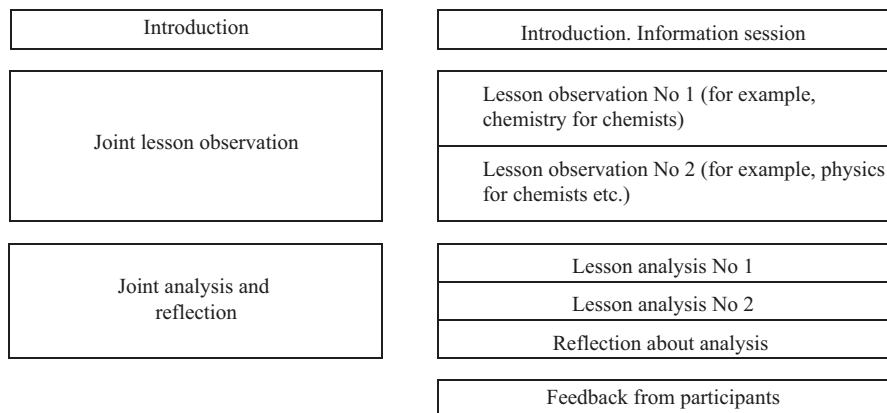 Introduction
Introduction. Information session
Joint lesson observation
Lesson observation No 1 (for example,
chemistry for chemists)
Lesson observation No 2 (for example, physics
for chemists etc.)
Joint analysis and
reflection
Lesson analysis No 1
Lesson analysis No 2
Reflection about analysis
Feedback from participants